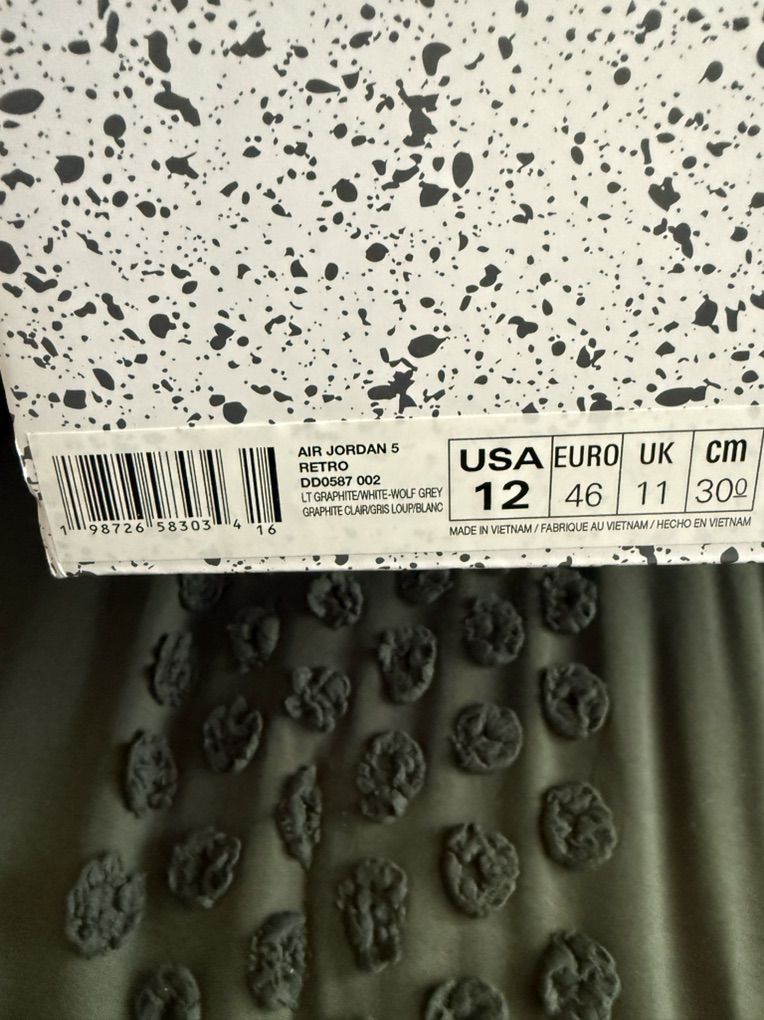 AIR JORDAN 5
RETRO
DD0587 002
LT GRAPHITE/WHITE-WOLF GREY
GRAPHITE CLAIR/GRIS LOUP/BLANC
1 98726 58303 4 16
USA EURO UK cm
12 46 11 300
MADE IN VIETNAM / FABRIQUE AU VIETNAM / HECHO EN VIETNAM